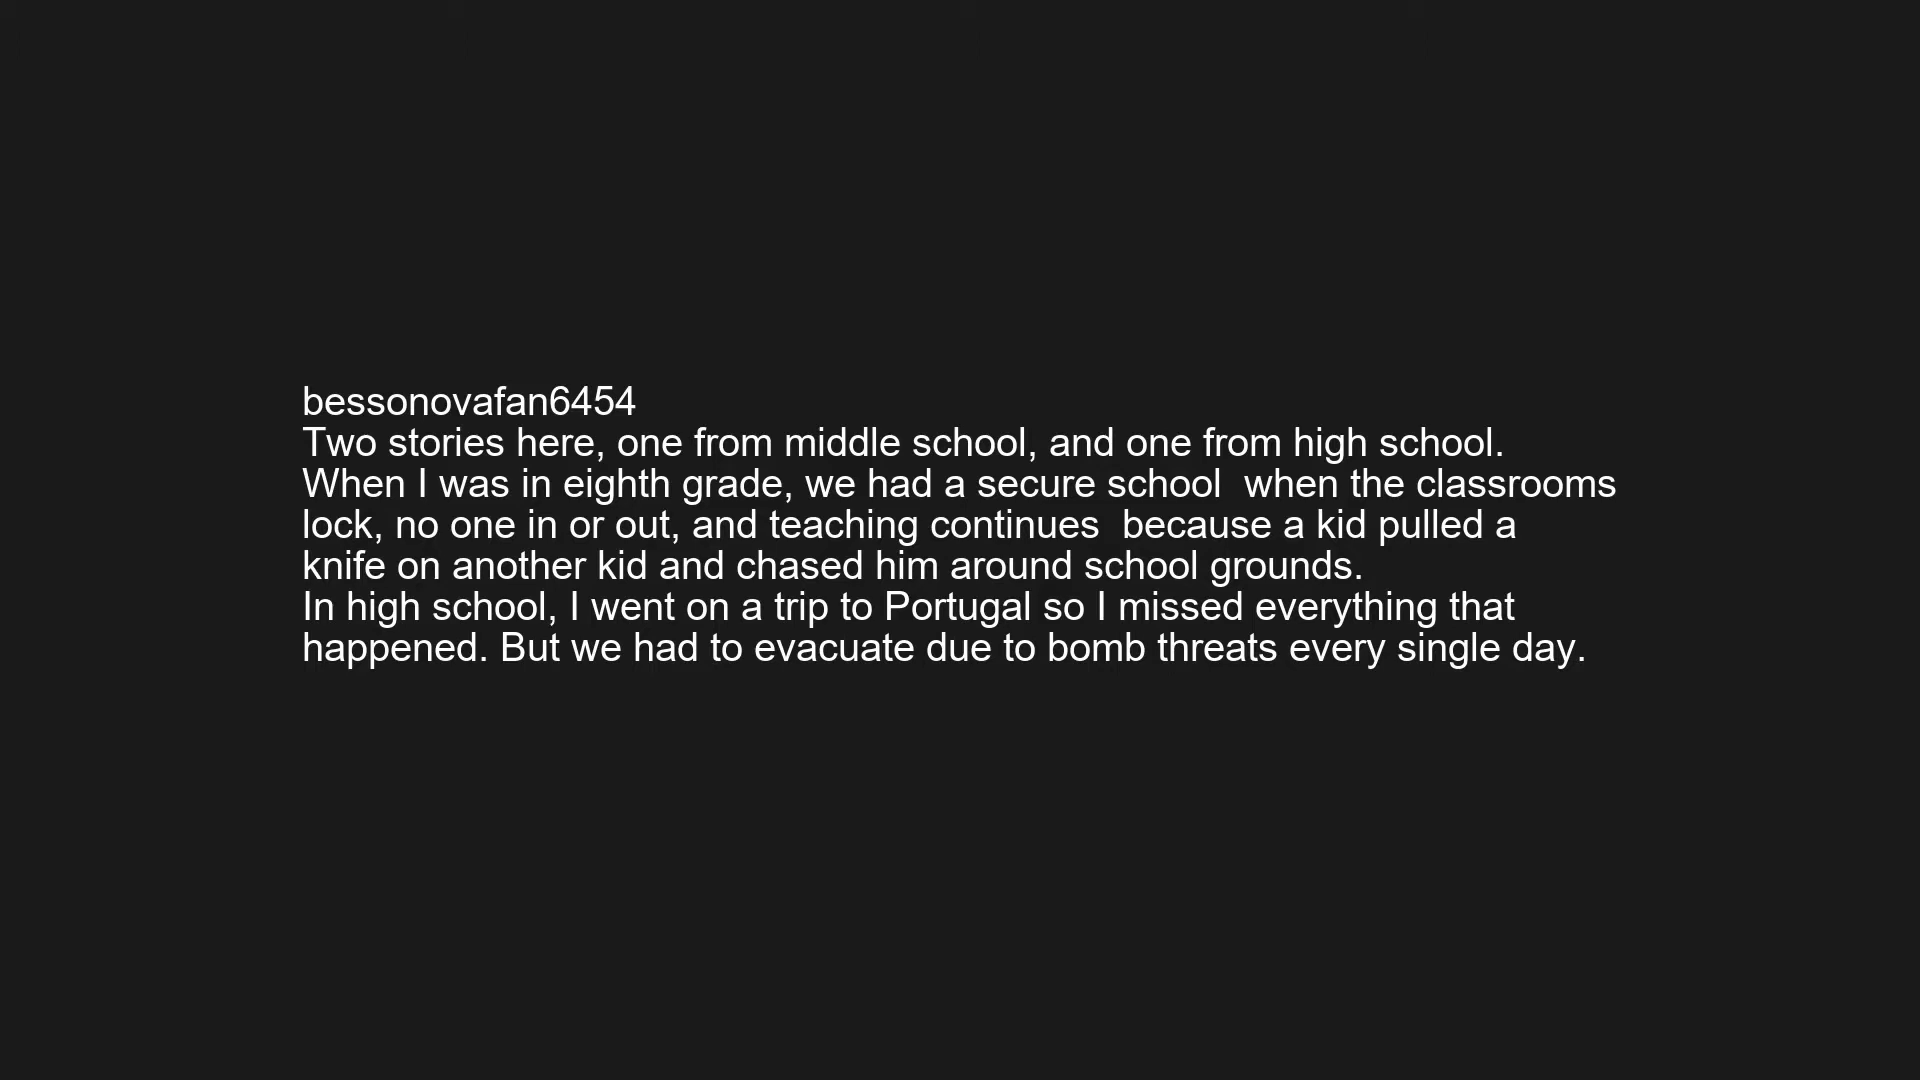 bessonovafan6454
Two stories here, one from middle school, and one from high school.
When I was in eighth grade, we had a secure school  when the classrooms
lock, no one in or out, and teaching continues  because a kid pulled a
knife on another kid and chased him around school grounds.
In high school, I went on a trip to Portugal so I missed everything that
happened. But we had to evacuate due to bomb threats every single day.